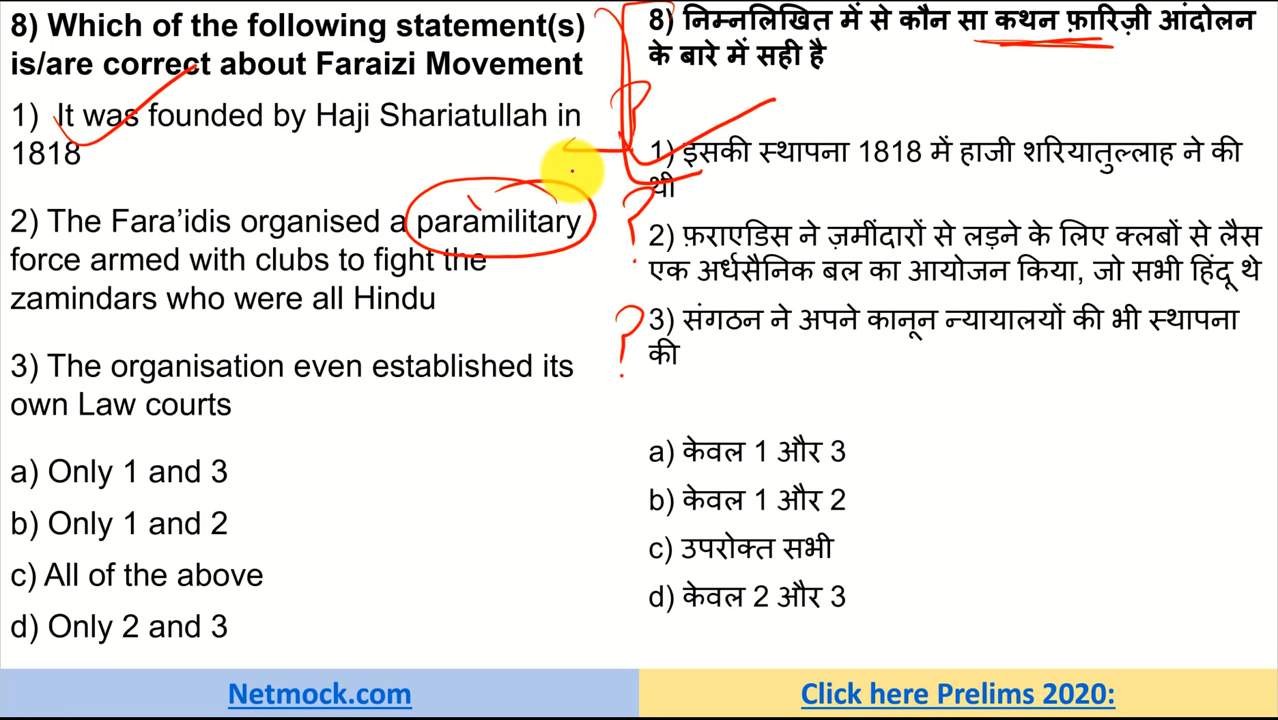 8) Which of the following statement(s)
is/are correct about Faraizi Movement
1) It was founded by Haji Shariatullah in
1818
2) The Fara'idis organised a paramilitary
force armed with clubs to fight the
zamindars who were all Hindu
3) The organisation even established its
own Law courts
a) Only 1 and 3
b) Only 1 and 2
c) All of the above
d) Only 2 and 3
8) निम्नलिखित में से कौन सा कथन फ़ारिज़ी आंदोलन
के बारे में सही है
1) इसकी स्थापना 1818 में हाजी शरियातुल्लाह ने की
थी
2) फ़राएडिस ने ज़मींदारों से लड़ने के लिए क्लबों से लैस
एक अर्धसैनिक बल का आयोजन किया, जो सभी हिंदू थे
3) संगठन ने अपने कानून न्यायालयों की भी स्थापना
की
a) केवल 1 और 3
b) केवल 1 और 2
c) उपरोक्त सभी
d) केवल 2 और 3
Netmock.com
Click here Prelims 2020: